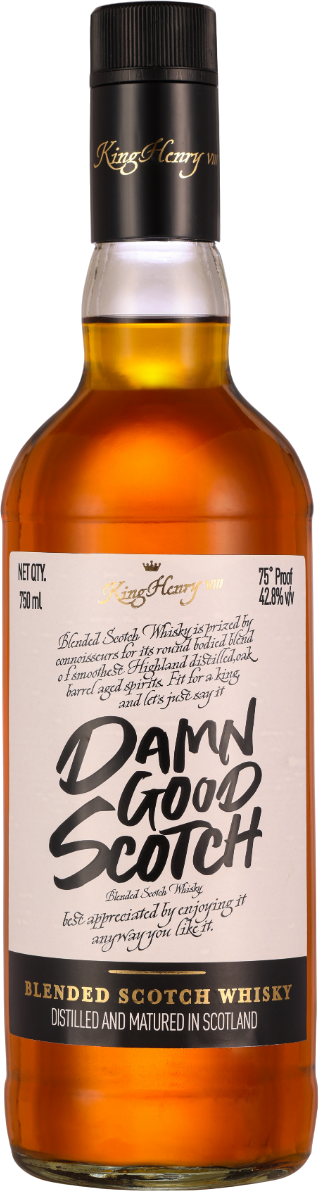 King Henry VIII
NET QTY.
750 ml
King Henry VIII
75° Proof
42.8% v/v
Blended Scotch Whisky is prized by
connoisseurs for its round bodied blend
of smoothest Highland distilled,oak
barrel aged spirits. Fit for a king
and let's just say it
DAMN
GOOD
SCOTCH
Blended Scotch Whisky
best appreciated by enjoying it
anyway you like it.
BLENDED SCOTCH WHISKY
DISTILLED AND MATURED IN SCOTLAND